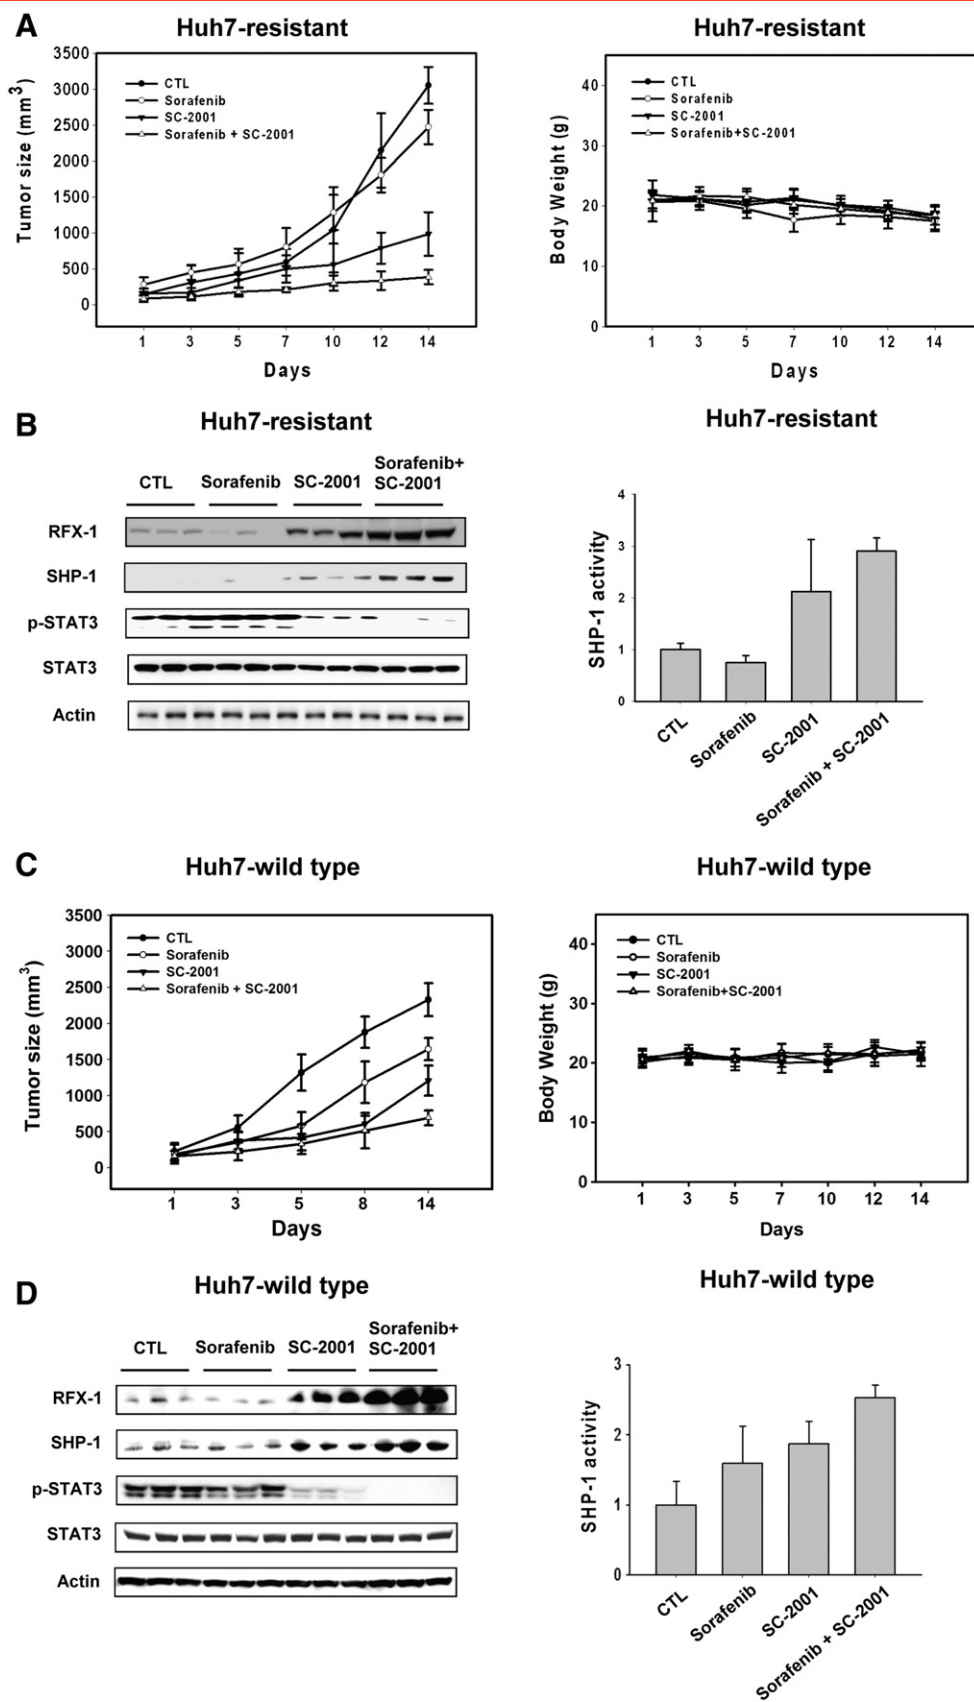 A
Huh7-resistant
Huh7-resistant
Tumor size (mm3)
3500
3000
2500
2000
1500
1000
500
0
CTL
Sorafenib
SC-2001
Sorafenib + SC-2001
1 3 5 7 10 12 14
Days
Body Weight (g)
40
30
20
10
0
CTL
Sorafenib
SC-2001
Sorafenib+SC-2001
1 3 5 7 10 12 14
Days
B
Huh7-resistant
Huh7-resistant
CTL Sorafenib SC-2001 Sorafenib+
SC-2001
RFX-1
SHP-1
p-STAT3
STAT3
Actin
SHP-1 activity
4
3
2
1
0
CTL
Sorafenib
SC-2001
Sorafenib + SC-2001
C
Huh7-wild type
Huh7-wild type
Tumor size (mm3)
3500
3000
2500
2000
1500
1000
500
0
CTL
Sorafenib
SC-2001
Sorafenib + SC-2001
1 3 5 8 14
Days
Body Weight (g)
40
30
20
10
0
CTL
Sorafenib
SC-2001
Sorafenib+SC-2001
1 3 5 7 10 12 14
Days
D
Huh7-wild type
Huh7-wild type
CTL Sorafenib SC-2001 Sorafenib+
SC-2001
RFX-1
SHP-1
p-STAT3
STAT3
Actin
SHP-1 activity
3
2
1
0
CTL
Sorafenib
SC-2001
Sorafenib + SC-2001